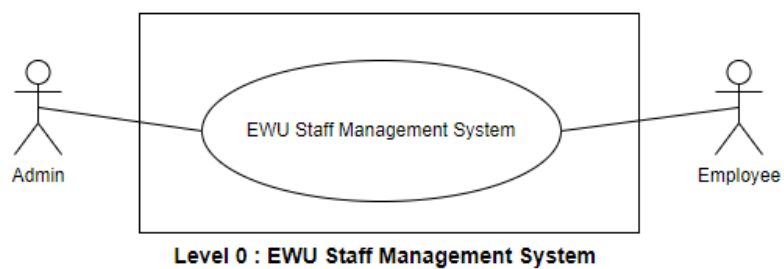 EWU Staff Management System
Admin
Employee
Level 0 : EWU Staff Management System